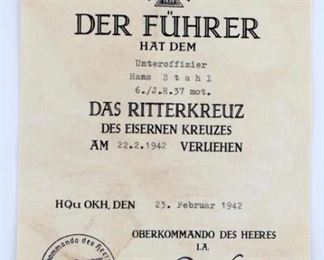 DER FÜHRER
HAT DEM
Unteroffizier
Hans Stahl
6./J.R.37 mot.
DAS RITTERKREUZ
DES EISERNEN KREUZES
AM 22.2.1942 VERLIEHEN
HQu OKH, DEN 23. Februar 1942
OBERKOMMANDO DES HEERES
I.A.